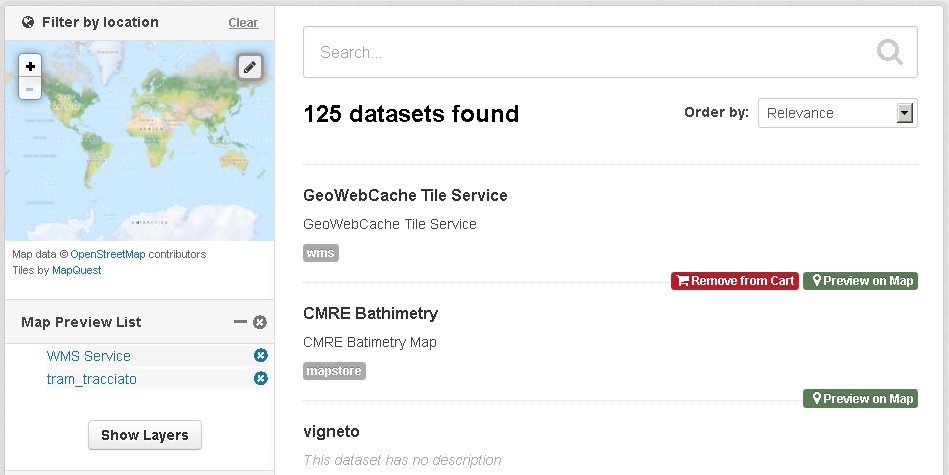 Filter by location
Clear
+
-
AFRICA
ANTARCTICA
Map data © OpenStreetMap contributors
Tiles by MapQuest
Map Preview List
WMS Service
tram_tracciato
Show Layers
Search...
125 datasets found
Order by:
Relevance
GeoWebCache Tile Service
GeoWebCache Tile Service
wms
Remove from Cart
Preview on Map
CMRE Bathimetry
CMRE Batimetry Map
mapstore
Preview on Map
vigneto
This dataset has no description